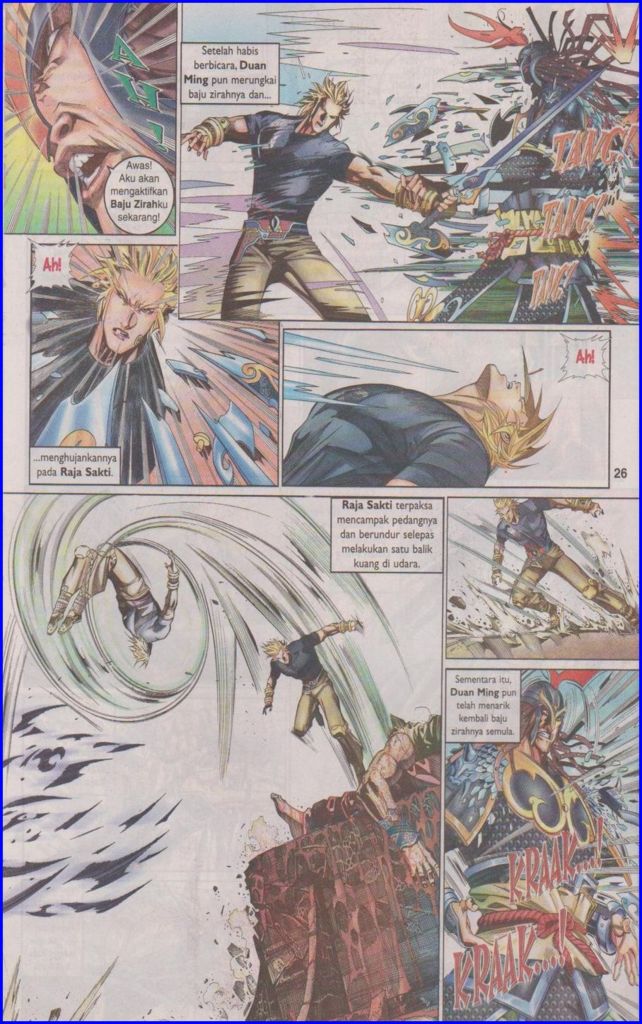 AH!
Awas!
Aku akan
mengaktifkan
Baju Zirahku
sekarang!
Setelah habis
berbicara, Duan
Ming pun merungkai
baju zirahnya dan...
TANG!
TANG!
TANG!
Ah!
...menghujankannya
pada Raja Sakti.
Ah!
26
Raja Sakti terpaksa
mencampak pedangnya
dan berundur selepas
melakukan satu balik
kuang di udara.
Sementara itu,
Duan Ming pun
telah menarik
kembali baju
zirahnya semula.
KRAAK...!
KRAAK...!